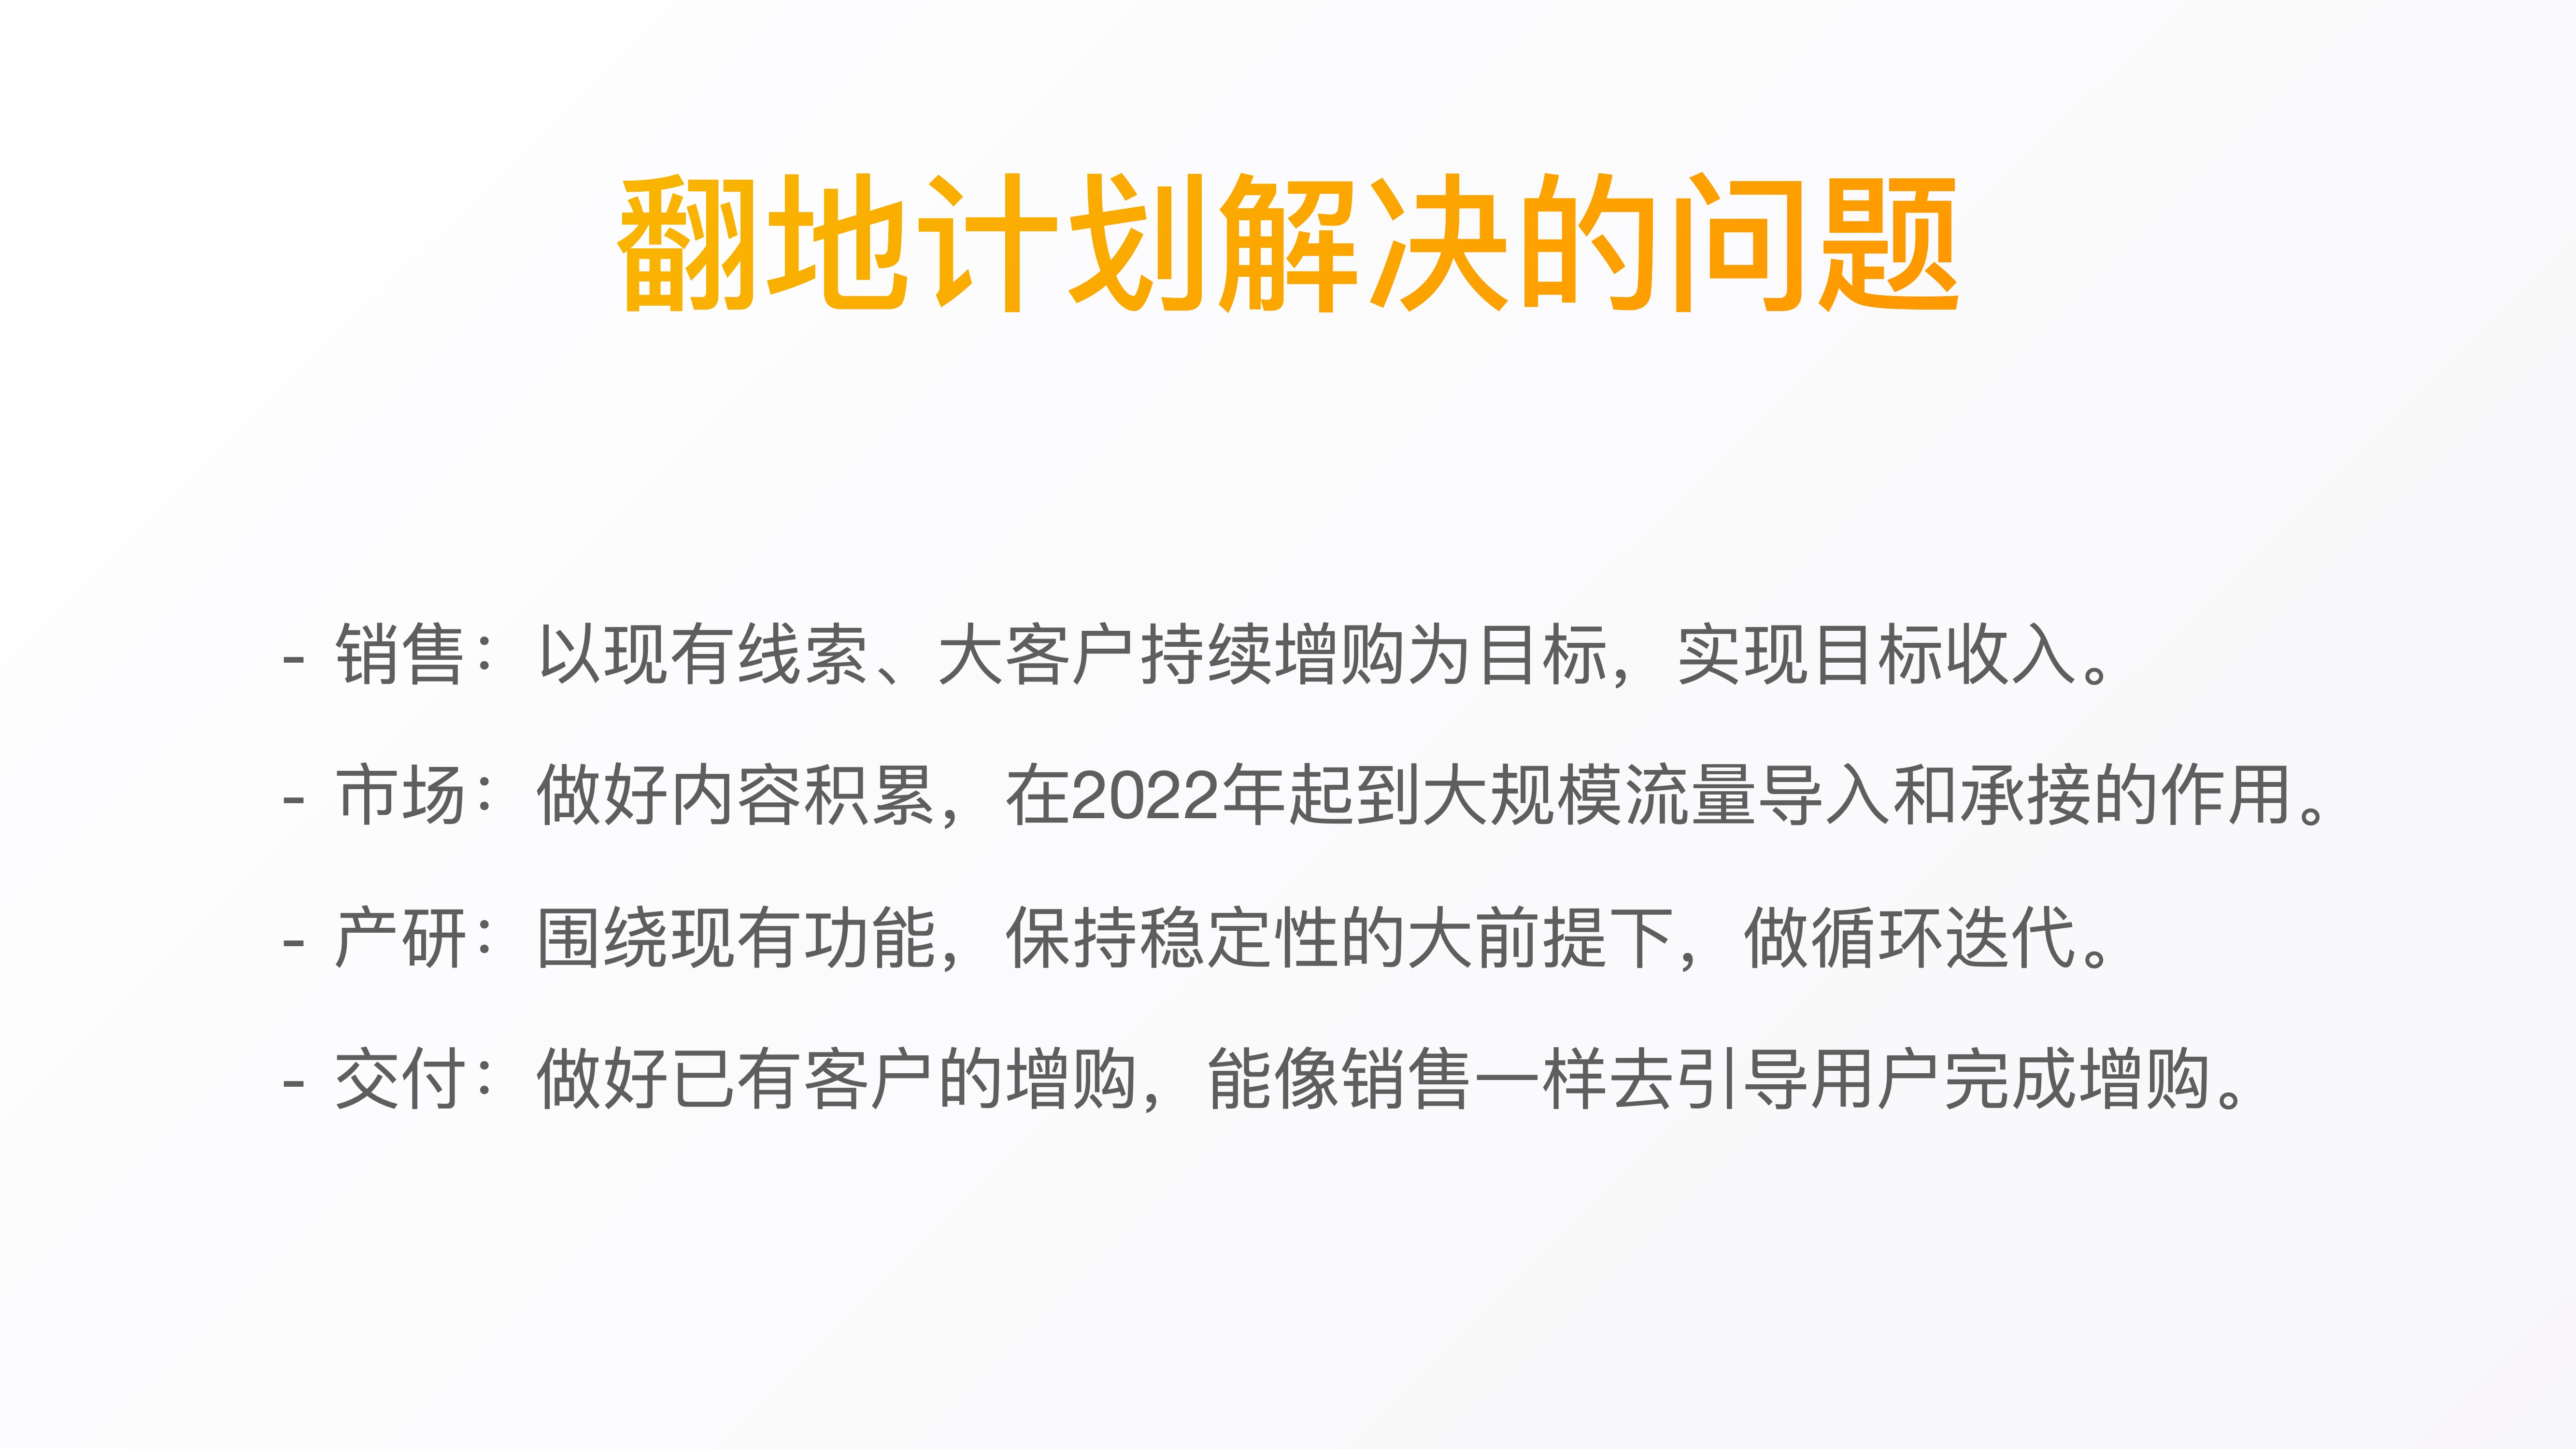 翻地计划解决的问题
- 销售：以现有线索、大客户持续增购为目标，实现目标收入。
- 市场：做好内容积累，在2022年起到大规模流量导入和承接的作用。
- 产研：围绕现有功能，保持稳定性的大前提下，做循环迭代。
- 交付：做好已有客户的增购，能像销售一样去引导用户完成增购。